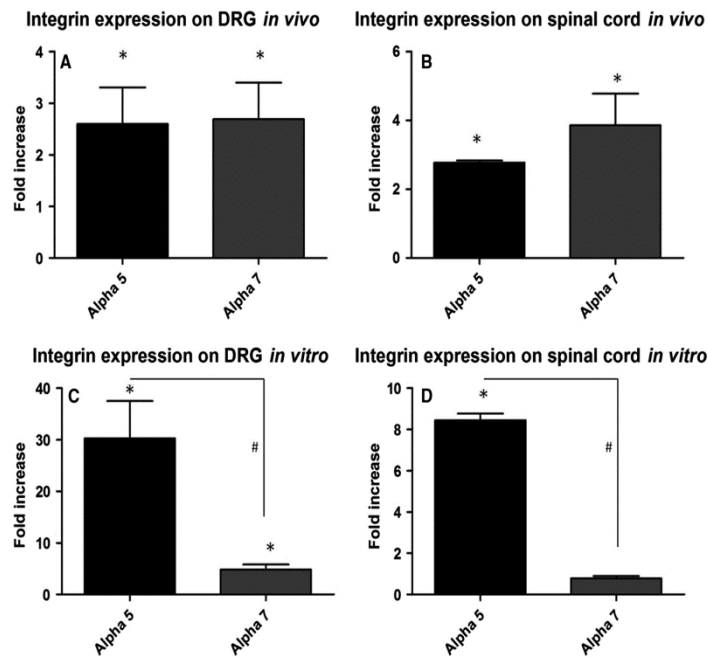 Integrin expression on DRG in vivo
A
*
*
Fold increase
4
3
2
1
0
Alpha 5
Alpha 7
Integrin expression on spinal cord in vivo
B
*
*
Fold increase
6
4
2
0
Alpha 5
Alpha 7
Integrin expression on DRG in vitro
C
*
#
*
Fold increase
40
30
20
10
0
Alpha 5
Alpha 7
Integrin expression on spinal cord in vitro
D
*
#
Fold increase
10
8
6
4
2
0
Alpha 5
Alpha 7